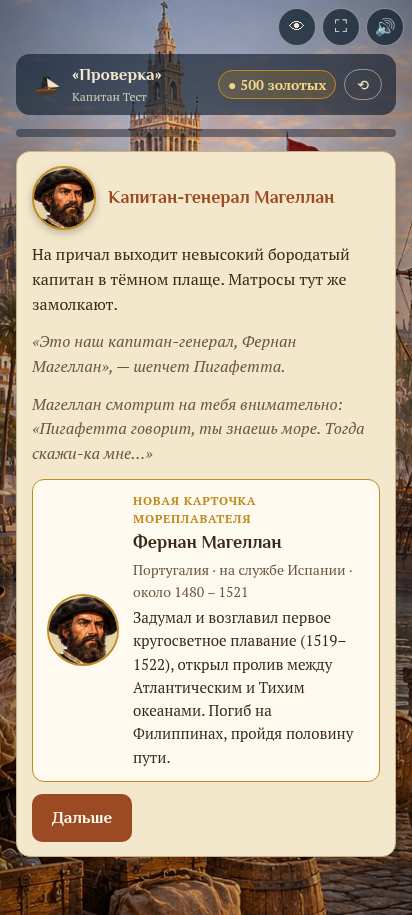 «Проверка»
Капитан Тест
● 500 золотых
Капитан-генерал Магеллан
На причал выходит невысокий бородатый
капитан в тёмном плаще. Матросы тут же
замолкают.
«Это наш капитан-генерал, Фернан
Магеллан», — шепчет Пигафетта.
Магеллан смотрит на тебя внимательно:
«Пигафетта говорит, ты знаешь море. Тогда
скажи-ка мне…»
НОВАЯ КАРТОЧКА
МОРЕПЛАВАТЕЛЯ
Фернан Магеллан
Португалия · на службе Испании ·
около 1480 – 1521
Задумал и возглавил первое
кругосветное плавание (1519–
1522), открыл пролив между
Атлантическим и Тихим
океанами. Погиб на
Филиппинах, пройдя половину
пути.
Дальше